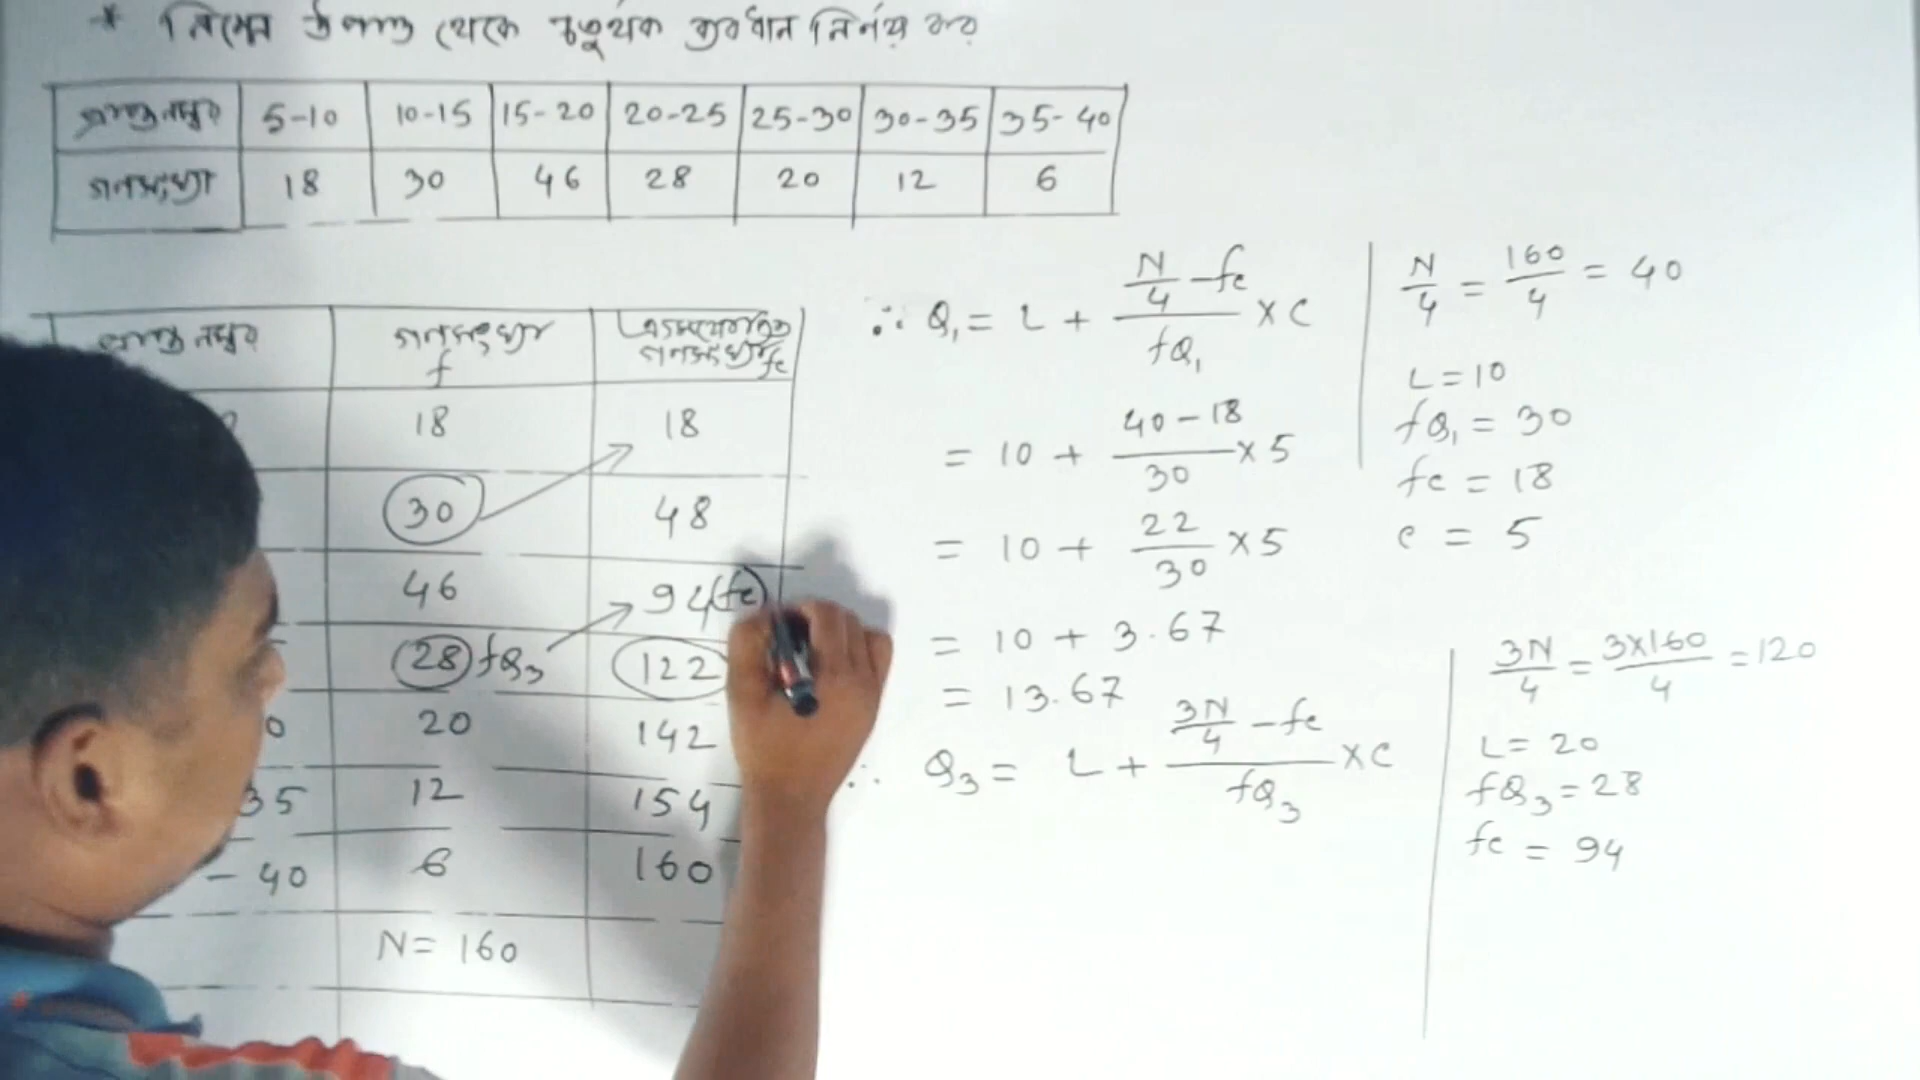 * নিম্নের উপাত্ত থেকে চতুর্থক ব্যবধান নির্ণয় কর
প্রাপ্ত নম্বর 5-10 10-15 15-20 20-25 25-30 30-35 35-40
গনসংখ্যা 18 30 46 28 20 12 6
প্রাপ্ত নম্বর গনসংখ্যা f ক্রমযোজিত গনসংখ্যা fc
18 18
30 48
46 94(fc)
28 fQ₃ 122
0 20 142
35 12 154
- 40 6 160
N = 160
∴ Q₁ = L + (N/4 - fc)/fQ₁ × C
= 10 + (40 - 18)/30 × 5
= 10 + 22/30 × 5
= 10 + 3.67
= 13.67
∴ Q₃ = L + (3N/4 - fc)/fQ₃ × C
N/4 = 160/4 = 40
L = 10
fQ₁ = 30
fc = 18
c = 5
3N/4 = 3×160/4 = 120
L = 20
fQ₃ = 28
fc = 94